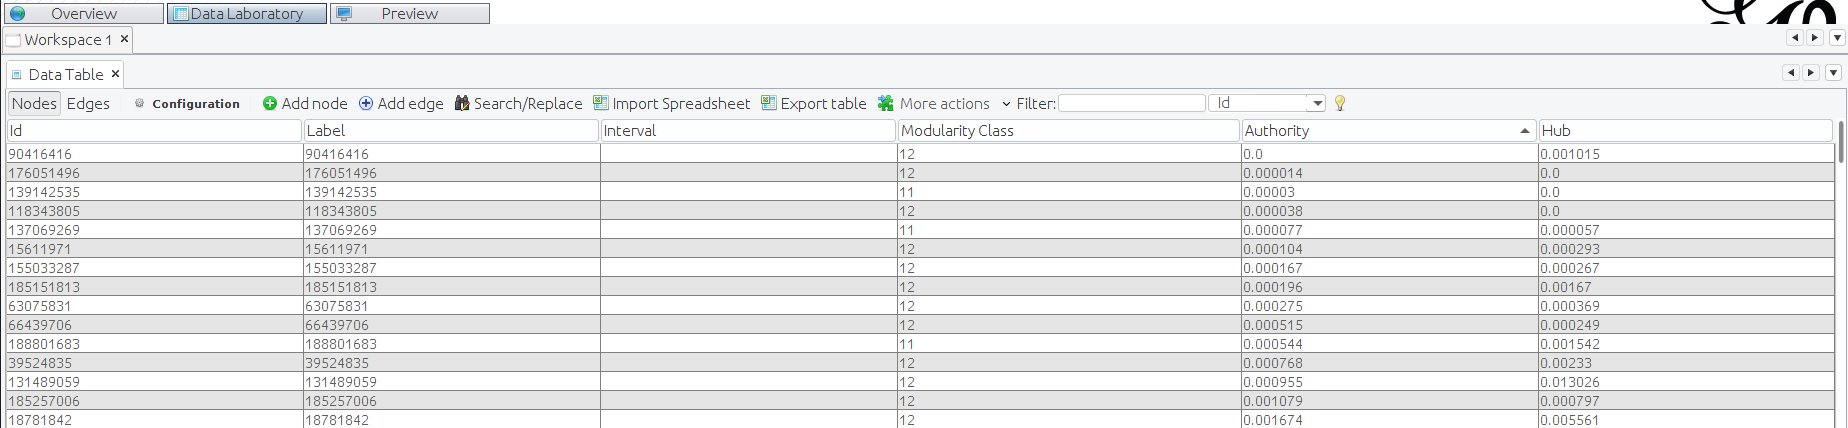 Overview Data Laboratory Preview
Workspace 1 ×
Data Table ×
Nodes Edges Configuration Add node Add edge Search/Replace Import Spreadsheet Export table More actions Filter: Id
Id Label Interval Modularity Class Authority Hub
90416416 90416416 12 0.0 0.001015
176051496 176051496 12 0.000014 0.0
139142535 139142535 11 0.00003 0.0
118343805 118343805 12 0.000038 0.0
137069269 137069269 11 0.000077 0.000057
15611971 15611971 12 0.000104 0.000293
155033287 155033287 12 0.000167 0.000267
185151813 185151813 12 0.000196 0.00167
63075831 63075831 12 0.000275 0.000369
66439706 66439706 12 0.000515 0.000249
188801683 188801683 11 0.000544 0.001542
39524835 39524835 12 0.000768 0.00233
131489059 131489059 12 0.000955 0.013026
185257006 185257006 12 0.001079 0.000797
18781842 18781842 12 0.001674 0.005561